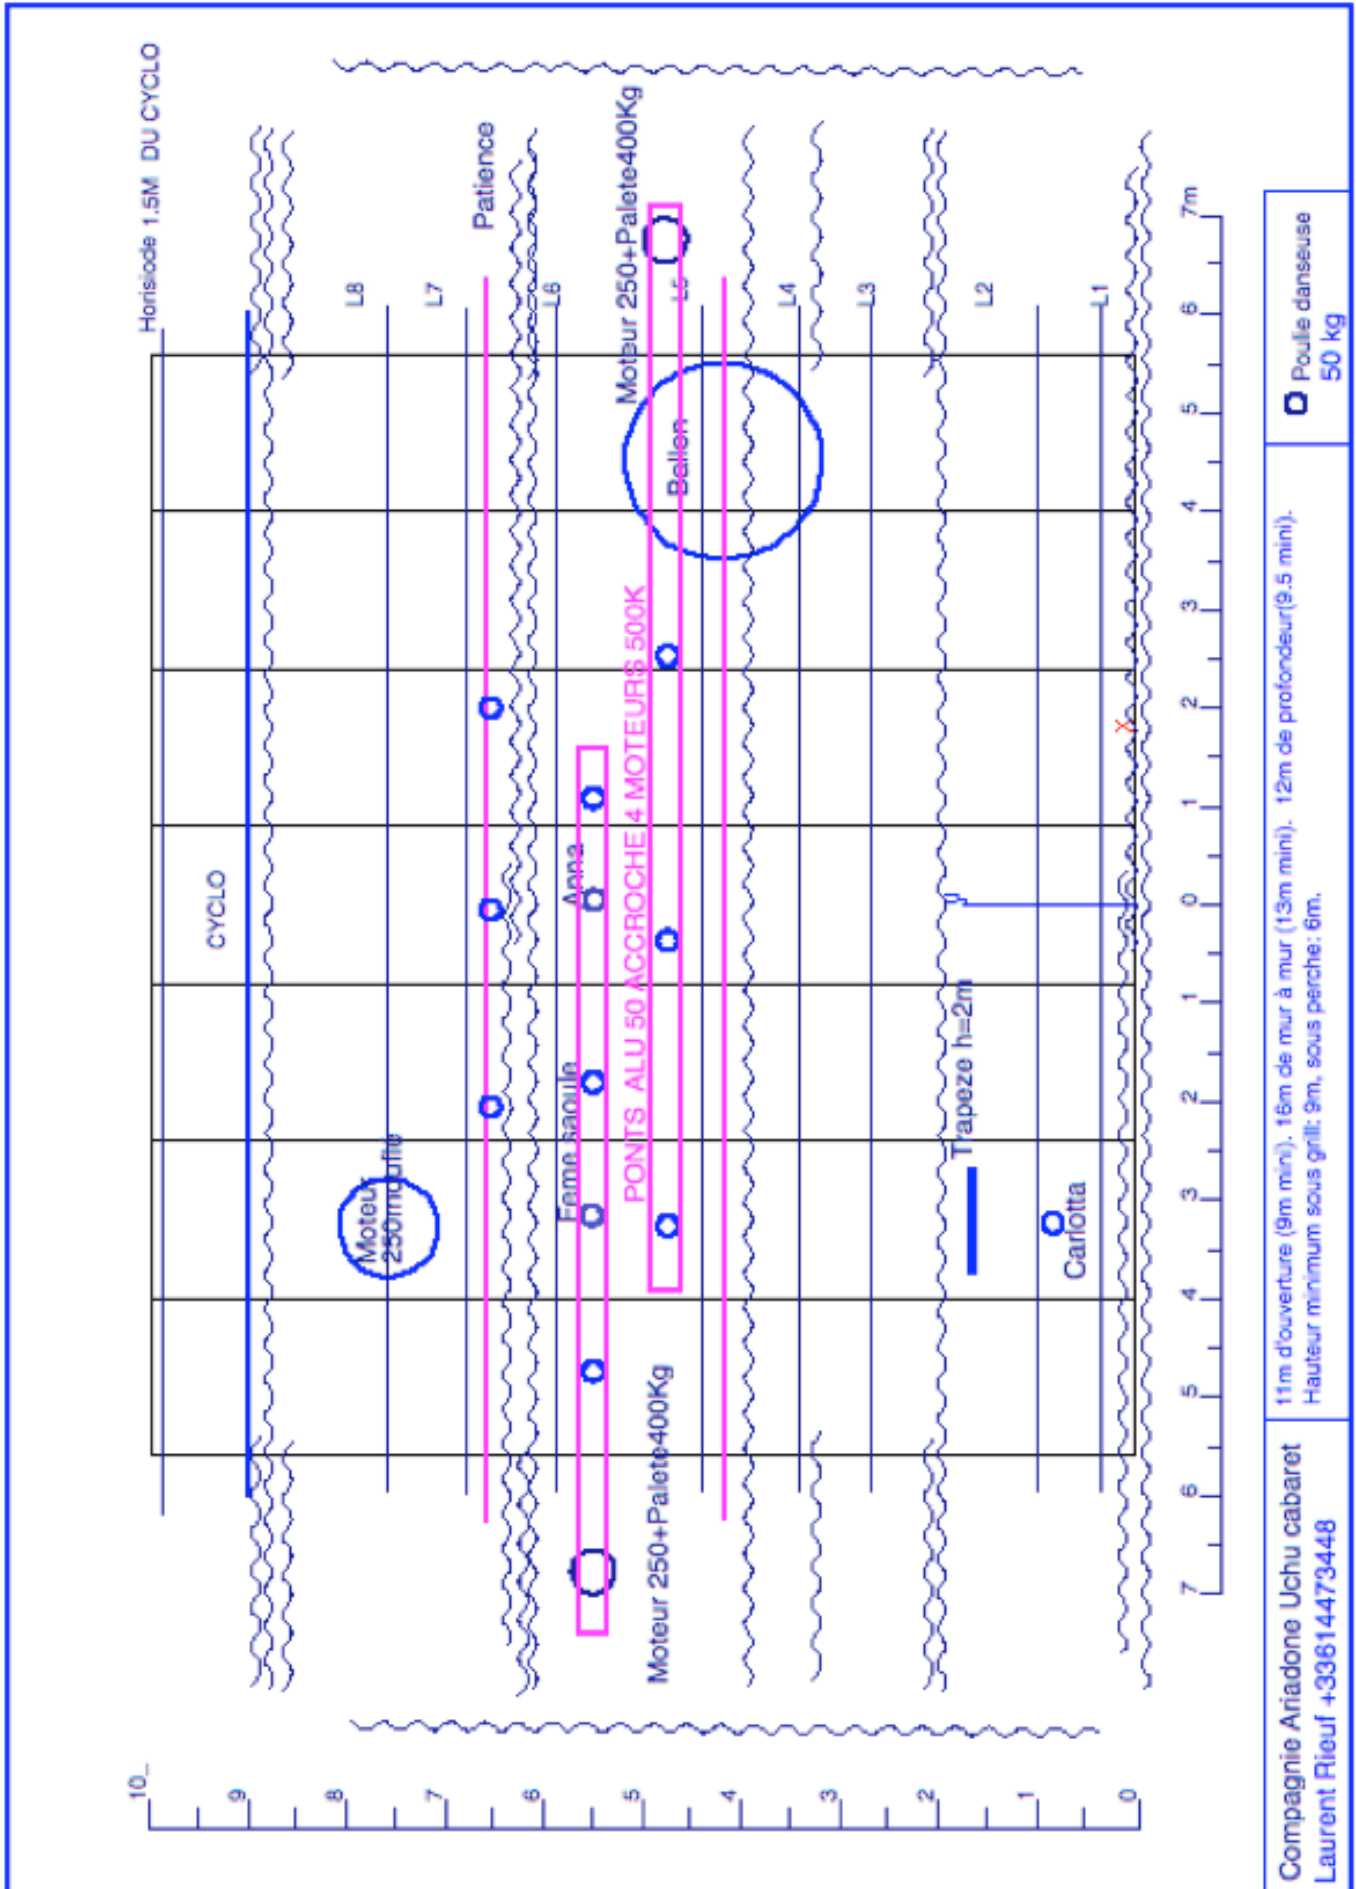 Horisiode 1.5M DU CYCLO
CYCLO
L8
L7
Patience
Moteur
250moufle
L6
Anna
Feme saoule
Moteur 250+Palete400Kg
PONTS ALU 50 ACCROCHE 4 MOTEURS 500K
L5
Ballon
Moteur 250+Palete400Kg
L4
L3
L2
Trapeze h=2m
Carlotta
L1
10_
9
8
7
6
5
4
3
2
1
0
7
6
5
4
3
2
1
0
1
2
3
4
5
6
7m
X
Compagnie Ariadone Uchu cabaret
Laurent Rieuf +33614473448
11m d'ouverture (9m mini). 16m de mur à mur (13m mini). 12m de profondeur(9.5 mini).
Hauteur minimum sous grill: 9m, sous perche: 6m.
Poulie danseuse
50 kg